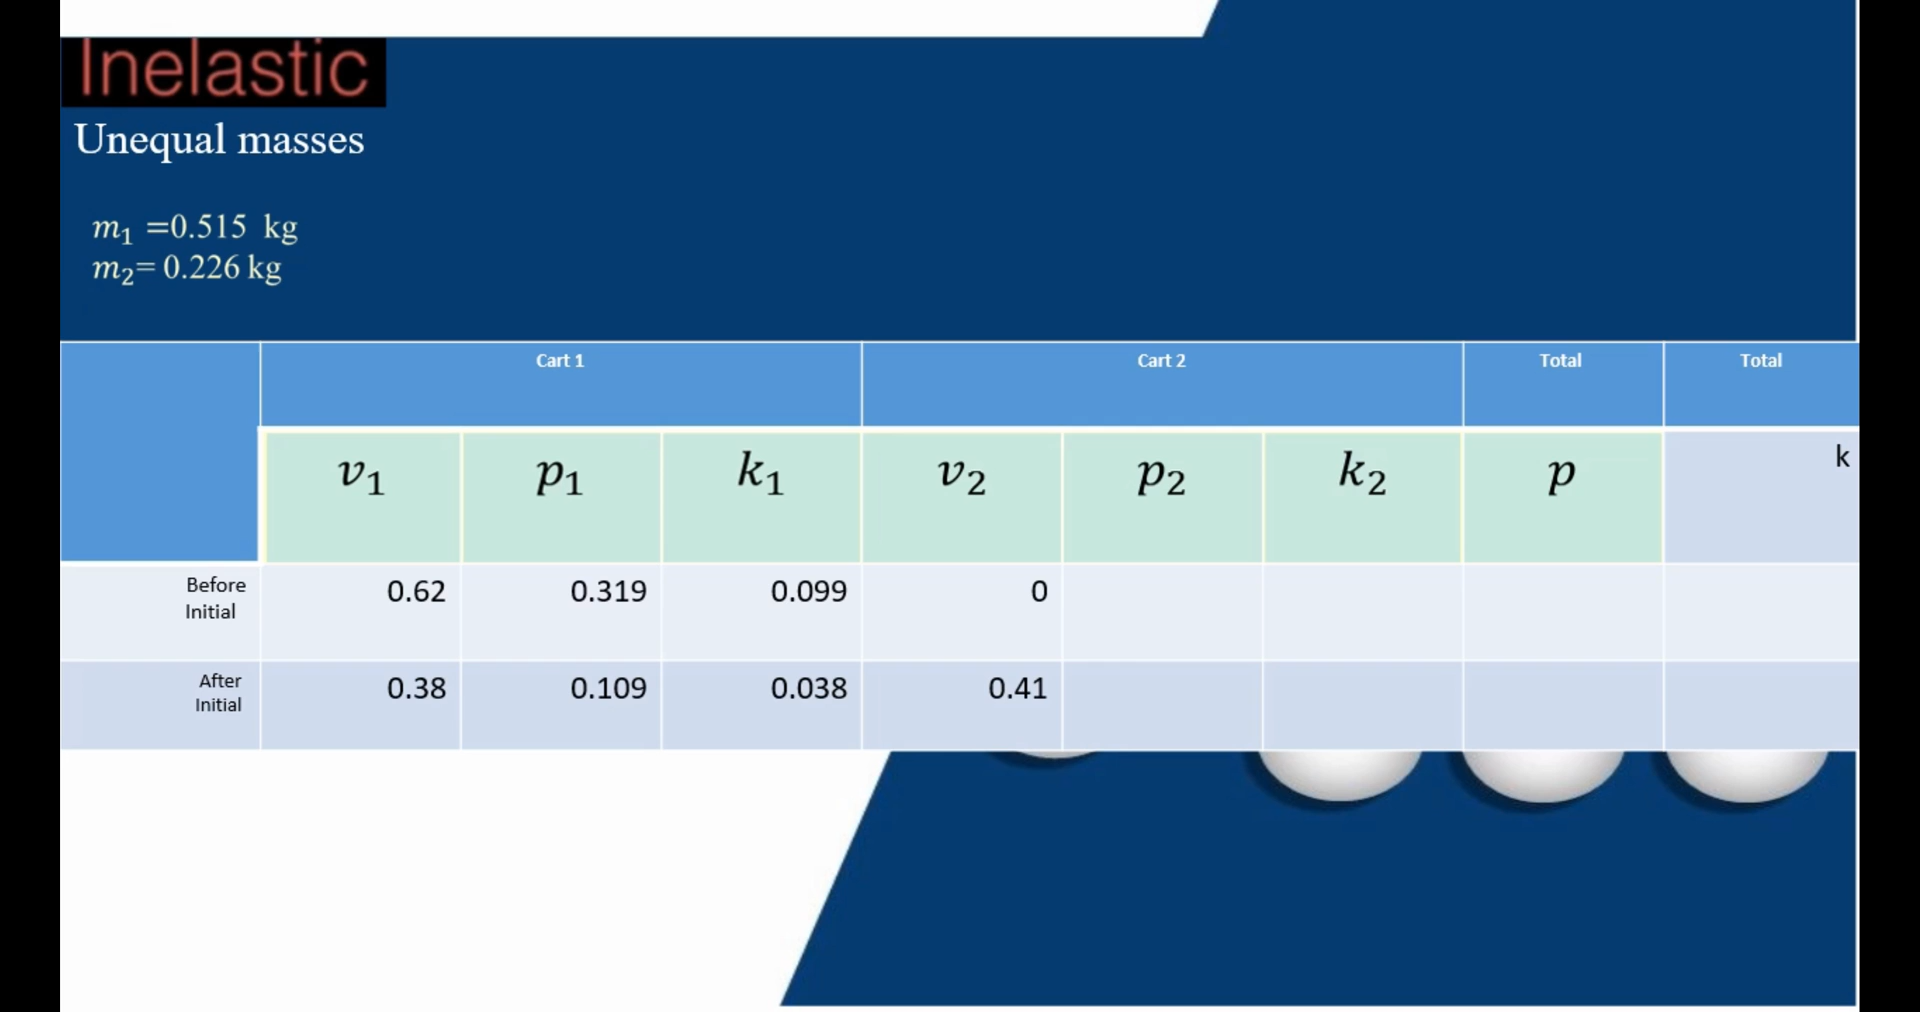 Inelastic
Unequal masses
m₁ =0.515 kg
m₂= 0.226 kg
Cart 1 Cart 2 Total Total
v₁ p₁ k₁ v₂ p₂ k₂ p k
Before
Initial
0.62 0.319 0.099 0
After
Initial
0.38 0.109 0.038 0.41